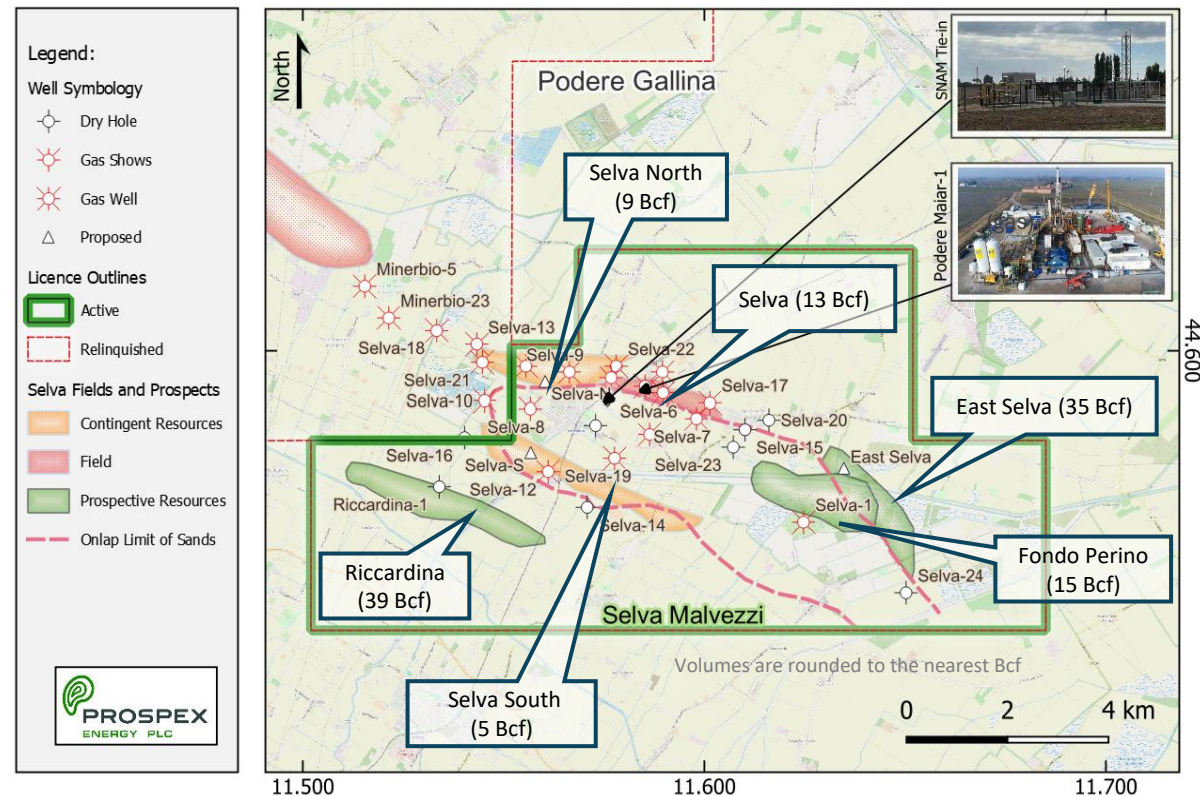 Legend:
Well Symbology
Dry Hole
Gas Shows
Gas Well
Proposed
Licence Outlines
Active
Relinquished
Selva Fields and Prospects
Contingent Resources
Field
Prospective Resources
Onlap Limit of Sands
PROSPEX
ENERGY PLC
North
Podere Gallina
SNAM Tie-in
Podere Maiar-1
Selva North
(9 Bcf)
Selva (13 Bcf)
East Selva (35 Bcf)
Fondo Perino
(15 Bcf)
Riccardina
(39 Bcf)
Selva South
(5 Bcf)
Minerbio-5
Minerbio-23
Selva-13
Selva-18
Selva-9
Selva-22
Selva-21
Selva-10
Selva-N
Selva-17
Selva-6
Selva-8
Selva-7
Selva-20
Selva-15
Selva-16
Selva-S
Selva-19
Selva-23
East Selva
Selva-12
Riccardina-1
Selva-1
Selva-14
Selva-24
Selva Malvezzi
Volumes are rounded to the nearest Bcf
0 2 4 km
44.600
11.500 11.600 11.700